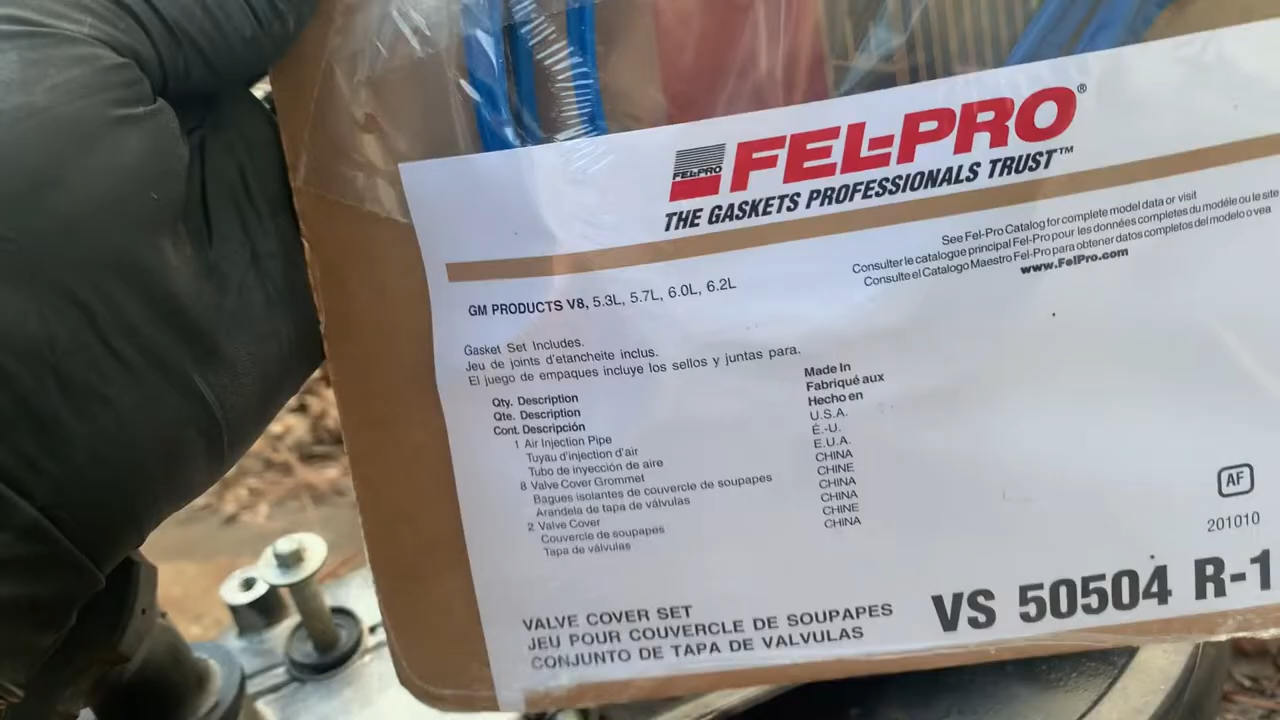 FEL-PRO
FEL-PRO®
THE GASKETS PROFESSIONALS TRUST™
See Fel-Pro Catalog for complete model data or visit
Consulter le catalogue principal Fel-Pro pour les données completes du modéle ou le site
Consulte el Catalogo Maestro Fel-Pro para obtener datos completos del modelo o vea
www.FelPro.com
GM PRODUCTS V8, 5.3L, 5.7L, 6.0L, 6.2L
Gasket Set Includes.
Jeu de joints d'etancheite inclus.
El juego de empaques incluye los sellos y juntas para.
Qty. Description
Qte. Description
Cont. Descripción
Made In
Fabriqué aux
Hecho en
1 Air Injection Pipe
Tuyau d'injection d'air
Tubo de inyección de aire
U.S.A.
É.-U.
E.U.A.
8 Valve Cover Grommet
Bagues isolantes de couvercle de soupapes
Arandela de tapa de válvulas
CHINA
CHINE
CHINA
2 Valve Cover
Couvercle de soupapes
Tapa de válvulas
CHINA
CHINE
CHINA
AF
201010
VALVE COVER SET
JEU POUR COUVERCLE DE SOUPAPES
CONJUNTO DE TAPA DE VALVULAS
VS 50504 R-1